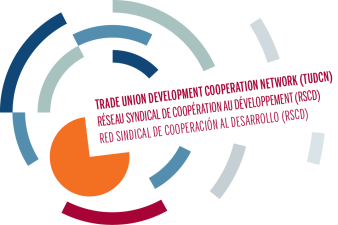 TRADE UNION DEVELOPMENT COOPERATION NETWORK (TUDCN)
RÉSEAU SYNDICAL DE COOPÉRATION AU DÉVELOPPEMENT (RSCD)
RED SINDICAL DE COOPERACIÓN AL DESARROLLO (RSCD)